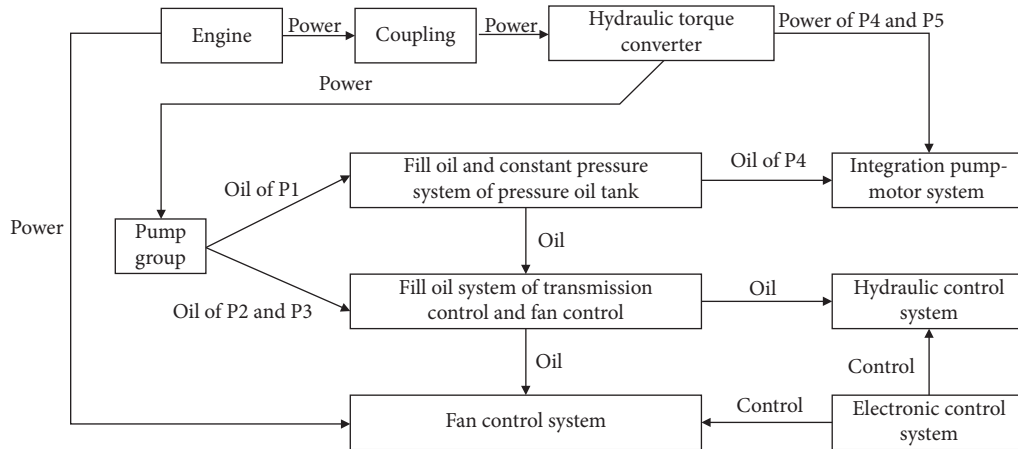 Engine
Power
Coupling
Power
Hydraulic torque
converter
Power of P4 and P5
Power
Fill oil and constant pressure
system of pressure oil tank
Oil of P4
Integration pump-
motor system
Oil of P1
Power
Pump
group
Oil
Oil of P2 and P3
Fill oil system of transmission
control and fan control
Oil
Hydraulic control
system
Oil
Control
Fan control system
Control
Electronic control
system